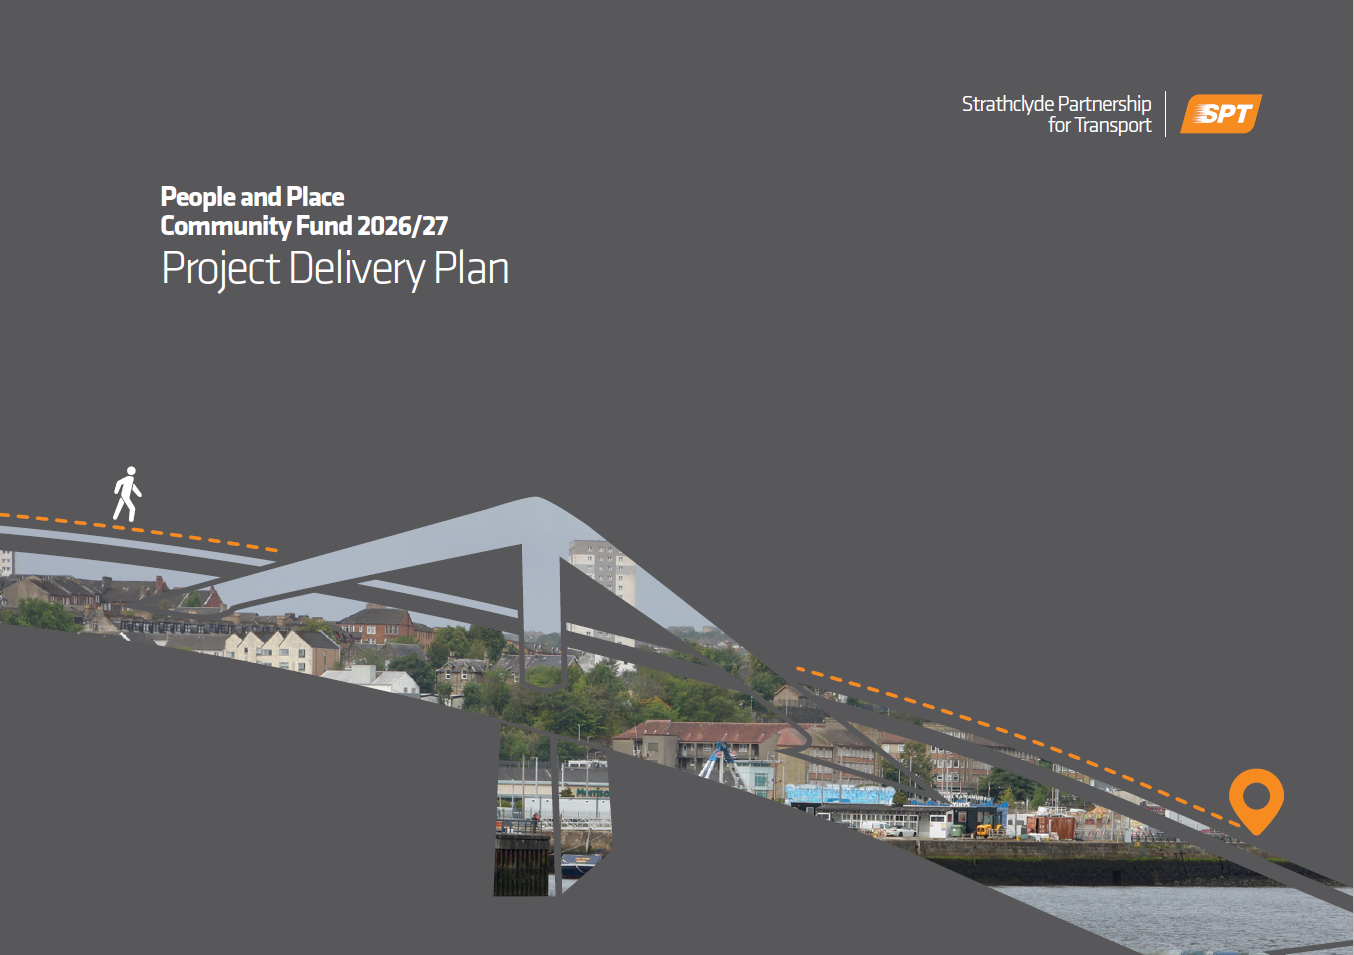 Strathclyde Partnership
for Transport
SPT
People and Place
Community Fund 2026/27
Project Delivery Plan